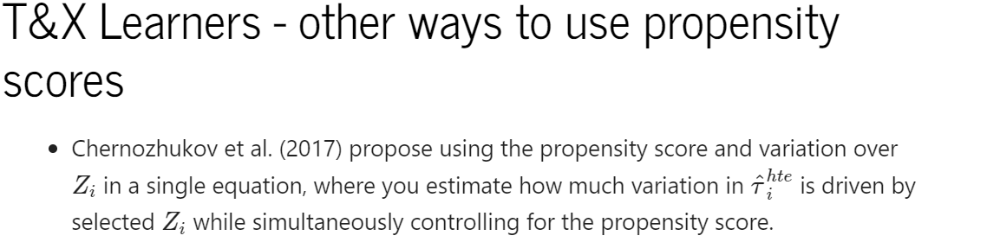 T&X Learners - other ways to use propensity
scores
• Chernozhukov et al. (2017) propose using the propensity score and variation over
Z_i in a single equation, where you estimate how much variation in τ̂_i^{hte} is driven by
selected Z_i while simultaneously controlling for the propensity score.